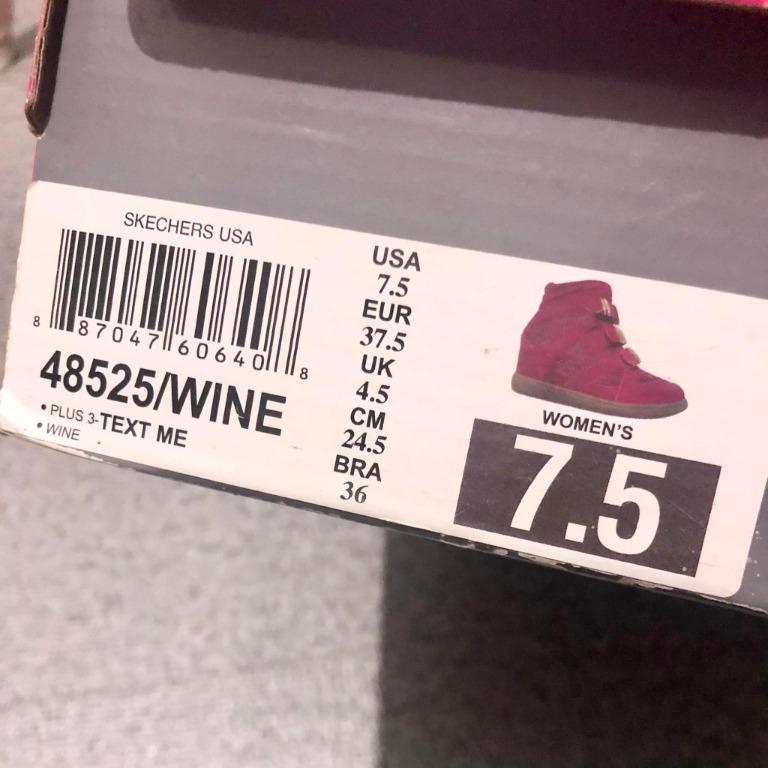 SKECHERS USA
8 87047 60640 8
48525/WINE
• PLUS 3-TEXT ME
• WINE
USA
7.5
EUR
37.5
UK
4.5
CM
24.5
BRA
36
WOMEN'S
7.5